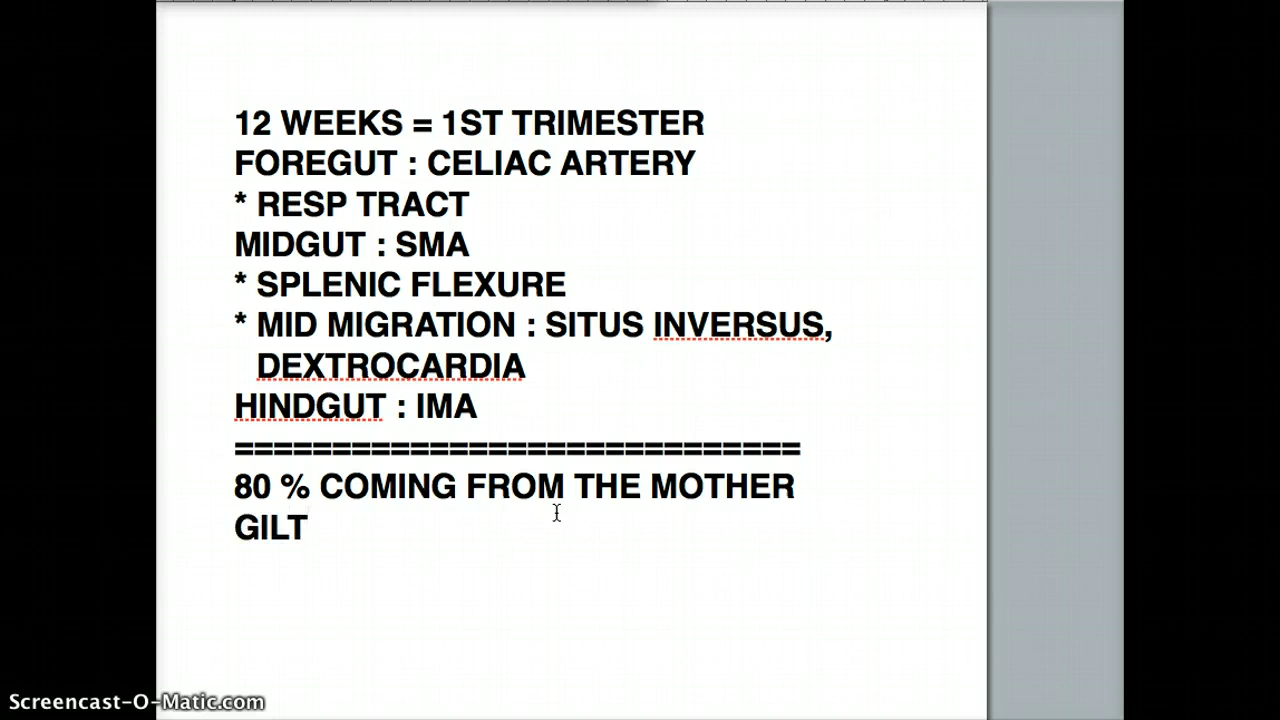 12 WEEKS = 1ST TRIMESTER
FOREGUT : CELIAC ARTERY
* RESP TRACT
MIDGUT : SMA
* SPLENIC FLEXURE
* MID MIGRATION : SITUS INVERSUS,
DEXTROCARDIA
HINDGUT : IMA
=============================
80 % COMING FROM THE MOTHER
GILT
Screencast-O-Matic.com